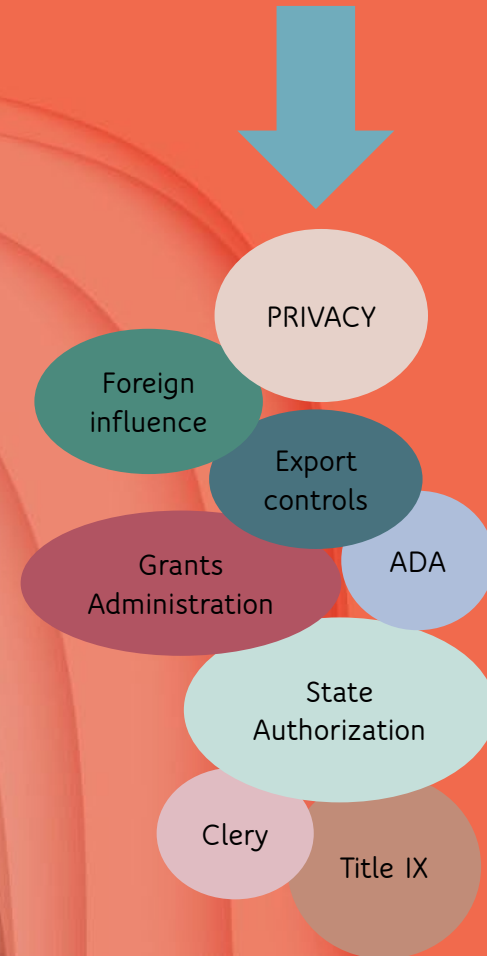 PRIVACY
Foreign
influence
Export
controls
ADA
Grants
Administration
State
Authorization
Clery
Title IX